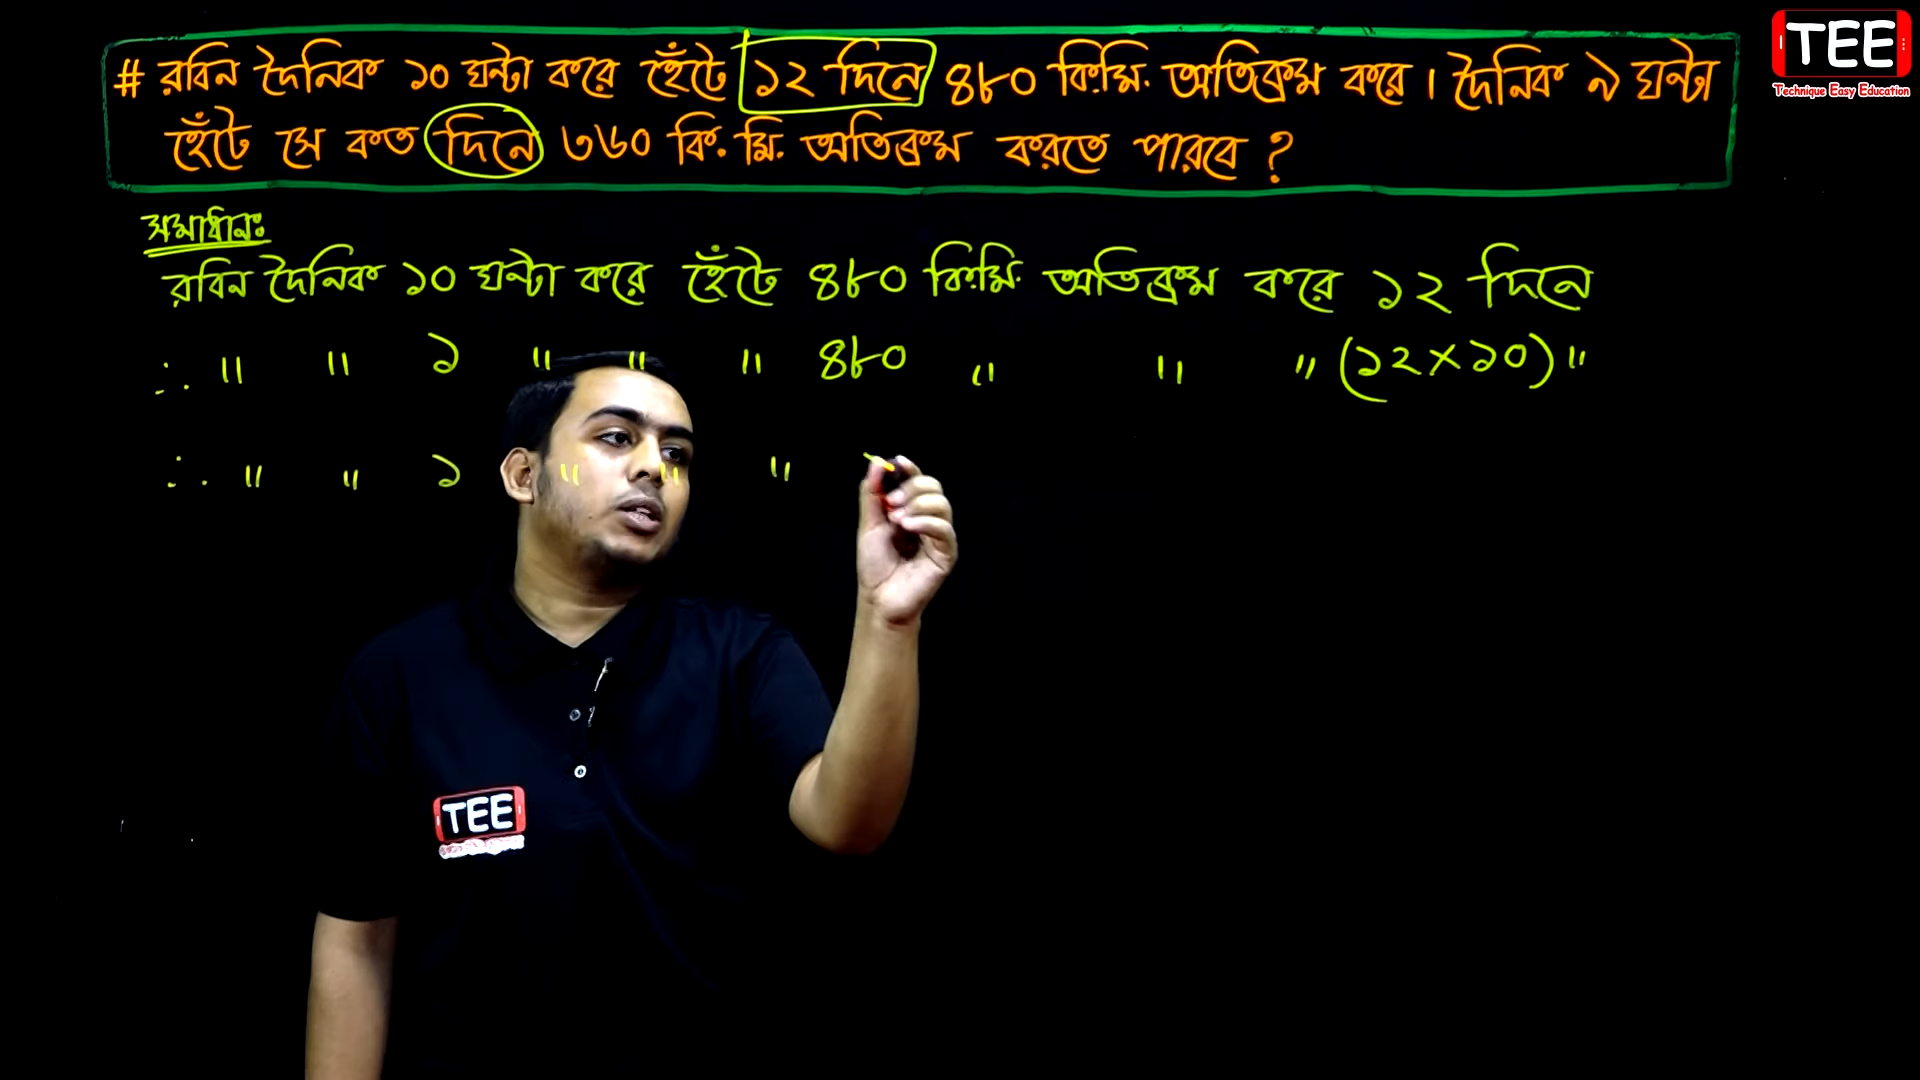 TEE
Technique Easy Education
# রবিন দৈনিক ১০ ঘন্টা করে হেঁটে ১২ দিনে ৪৮০ কি.মি. অতিক্রম করে । দৈনিক ৯ ঘন্টা
হেঁটে সে কত দিনে ৩৬০ কি.মি. অতিক্রম করতে পারবে ?
সমাধানঃ
রবিন দৈনিক ১০ ঘন্টা করে হেঁটে ৪৮০ কি.মি. অতিক্রম করে ১২ দিনে
∴ " " ১ " " " ৪৮০ " " " (১২×১০) "
∴ " " ১ " " "
TEE